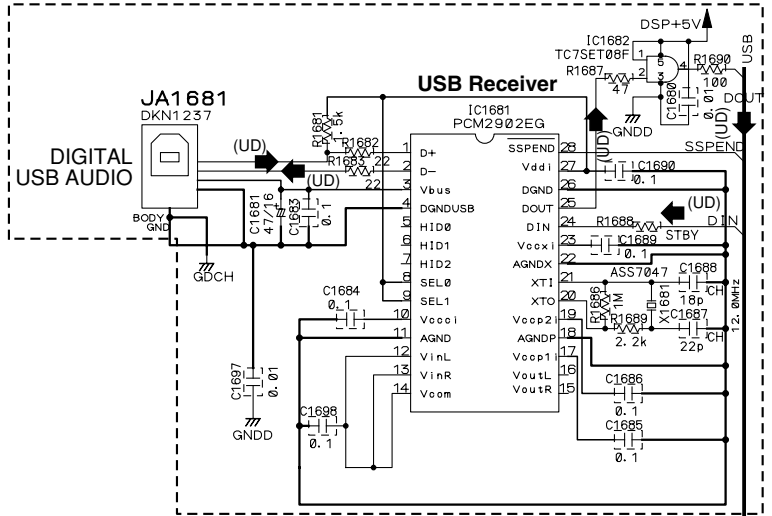 DSP+5V
IC1682
TC7SET08F
1
5
4
2
3
R1690
100
USB
R1687
47
C1680
0.01
DOUT
(UD)
GNDD
USB Receiver
JA1681
DKN1237
DIGITAL
USB AUDIO
(UD)
(UD)
BODY
GND
GDCH
R1681
1.5k
R1682
R1683 22
22
C1681
47/16
C1683
0.1
IC1681
PCM2902EG
1 D+
2 D-
3 Vbus
4 DGNDUSB
5 HID0
6 HID1
7 HID2
8 SEL0
9 SEL1
10 Vccci
11 AGND
12 VinL
13 VinR
14 Vcom
SSPEND 28
Vddi 27
DGND 26
DOUT 25
DIN 24
Vccxi 23
AGNDX 22
XTI 21
XTO 20
Vccp2i 19
AGNDP 18
Vccp1i 17
VoutL 16
VoutR 15
(UD)
SSPEND
C1690
0.1
(UD)
R1688
STBY
DIN
C1689
0.1
ASS7047
R1686
1M
X1681
C1688
18p
CH
12.0MHz
R1689
2.2k
C1687
22p
CH
C1684
0.1
C1697
0.01
GNDD
C1698
0.1
C1686
0.1
C1685
0.1